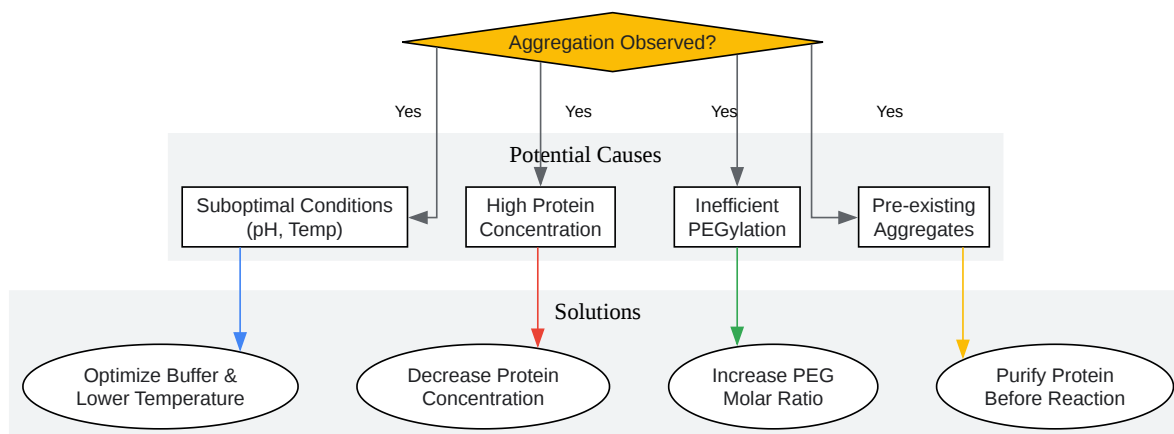 Aggregation Observed?
Yes
Yes
Yes
Yes
Potential Causes
Suboptimal Conditions
(pH, Temp)
High Protein
Concentration
Inefficient
PEGylation
Pre-existing
Aggregates
Solutions
Optimize Buffer &
Lower Temperature
Decrease Protein
Concentration
Increase PEG
Molar Ratio
Purify Protein
Before Reaction